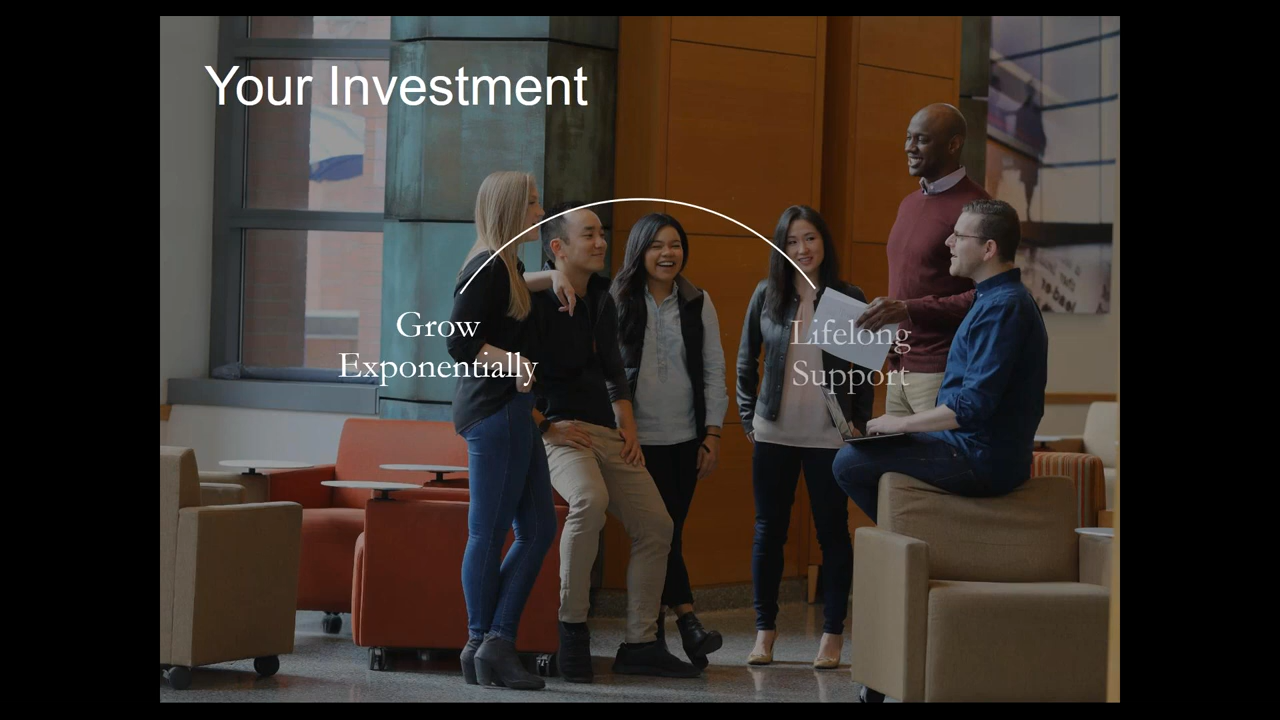 Your Investment
Grow
Exponentially
Lifelong
Support